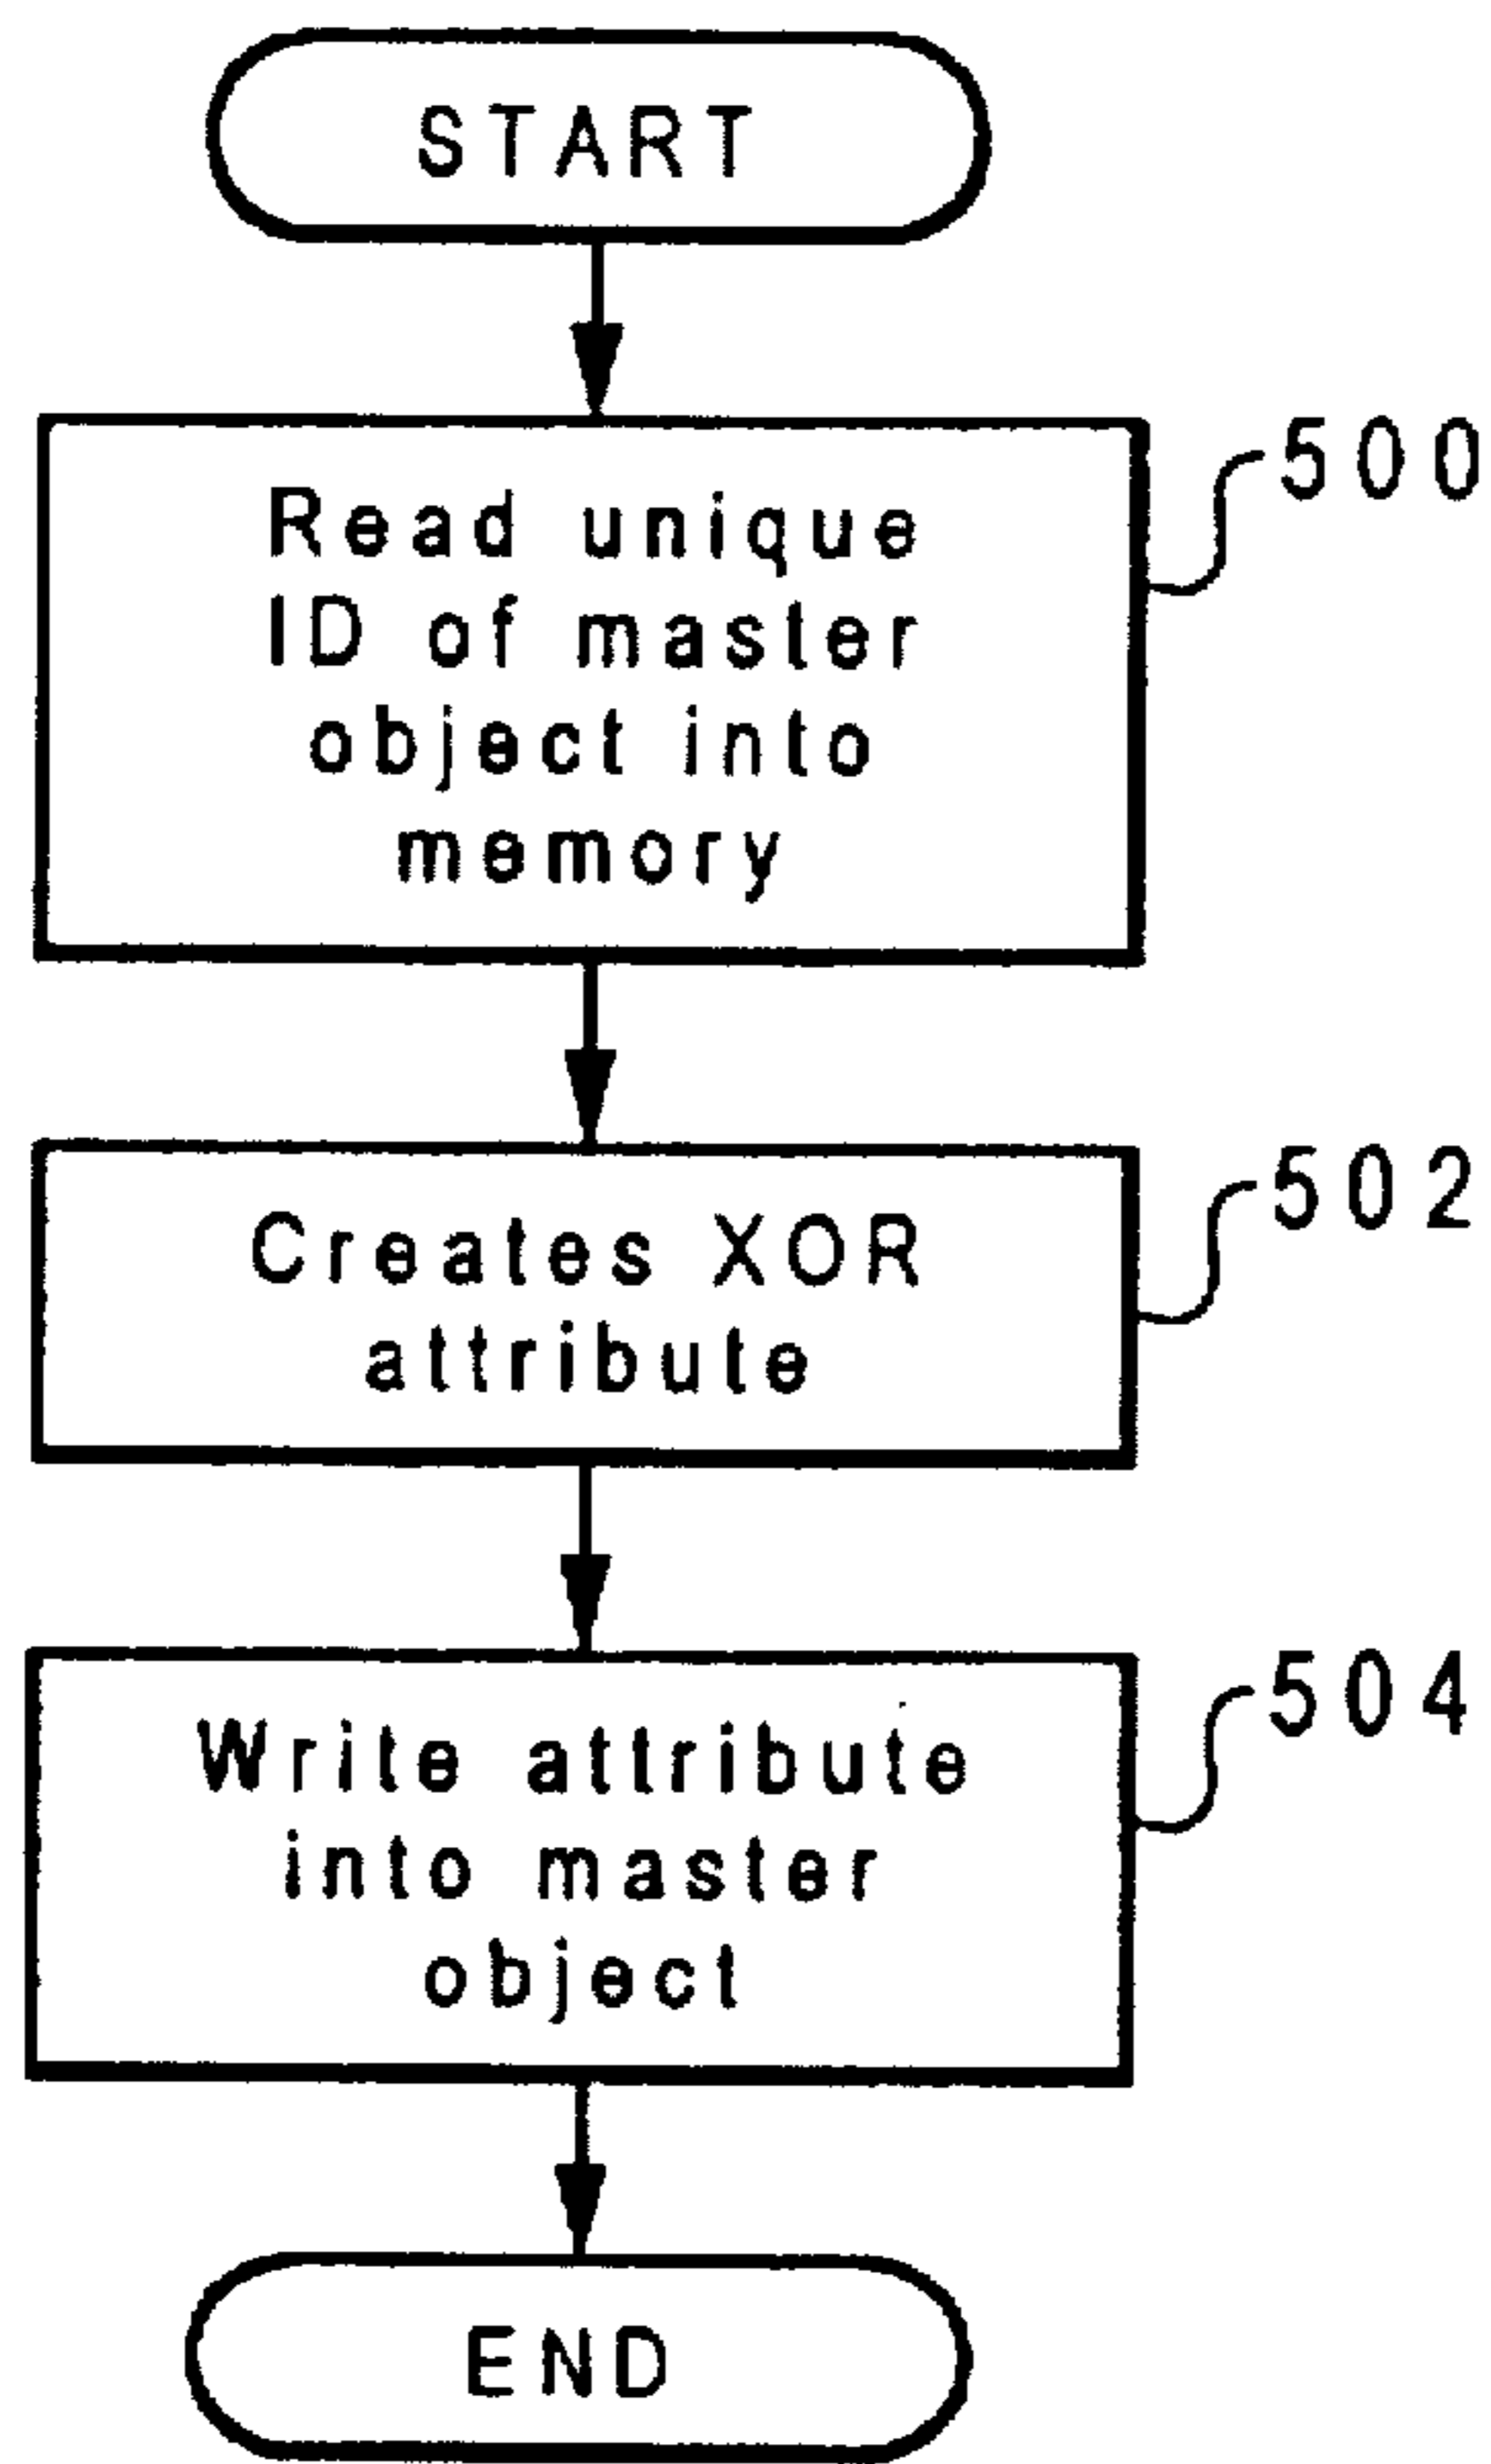 START
500
Read unique
ID of master
object into
memory
502
Creates XOR
attribute
504
Write attribute
into master
object
END